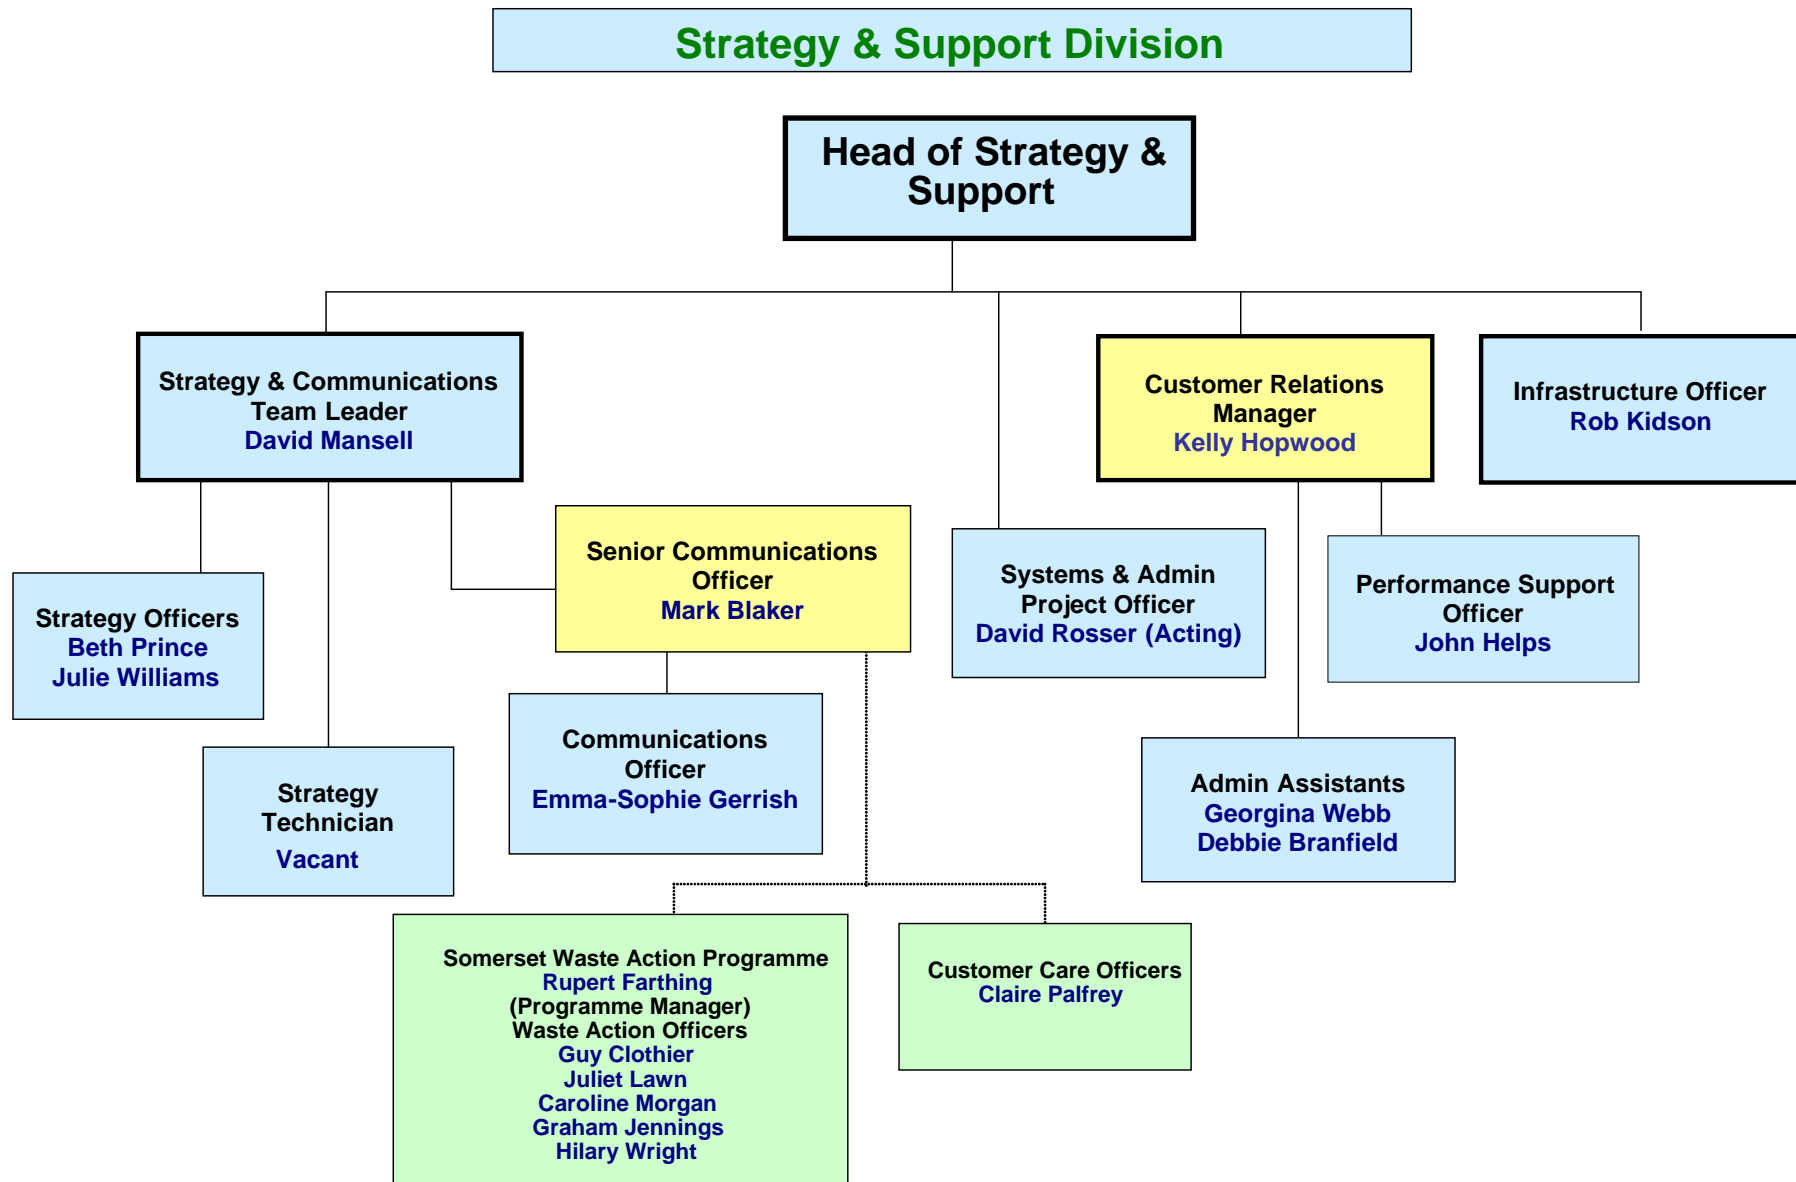 Strategy & Support Division
Head of Strategy &
Support
Strategy & Communications
Team Leader
David Mansell
Customer Relations
Manager
Kelly Hopwood
Infrastructure Officer
Rob Kidson
Strategy Officers
Beth Prince
Julie Williams
Senior Communications
Officer
Mark Blaker
Systems & Admin
Project Officer
David Rosser (Acting)
Performance Support
Officer
John Helps
Strategy
Technician
Vacant
Communications
Officer
Emma-Sophie Gerrish
Admin Assistants
Georgina Webb
Debbie Branfield
Somerset Waste Action Programme
Rupert Farthing
(Programme Manager)
Waste Action Officers
Guy Clothier
Juliet Lawn
Caroline Morgan
Graham Jennings
Hilary Wright
Customer Care Officers
Claire Palfrey